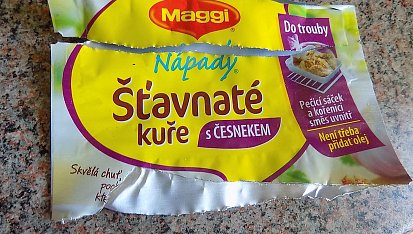 Maggi
Nápady®
Šťavnaté
kuře
s ČESNEKEM
Do trouby
Pečicí sáček
a kořenicí
směs uvnitř
Není třeba
přidat olej
Skvělá chuť,